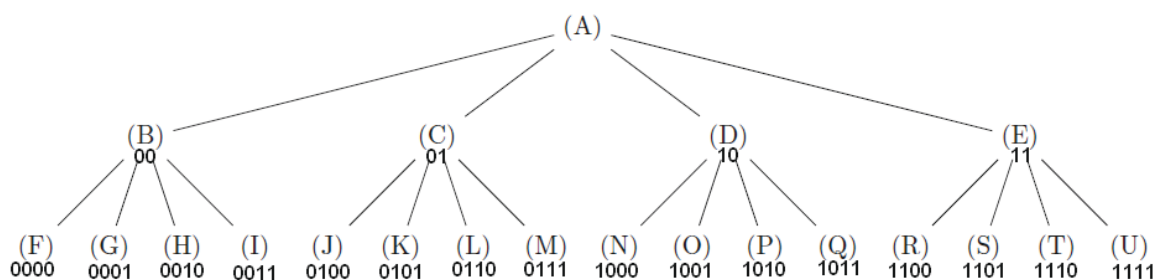 (A)
(B) (C) (D) (E)
00 01 10 11
(F) (G) (H) (I) (J) (K) (L) (M) (N) (O) (P) (Q) (R) (S) (T) (U)
0000 0001 0010 0011 0100 0101 0110 0111 1000 1001 1010 1011 1100 1101 1110 1111